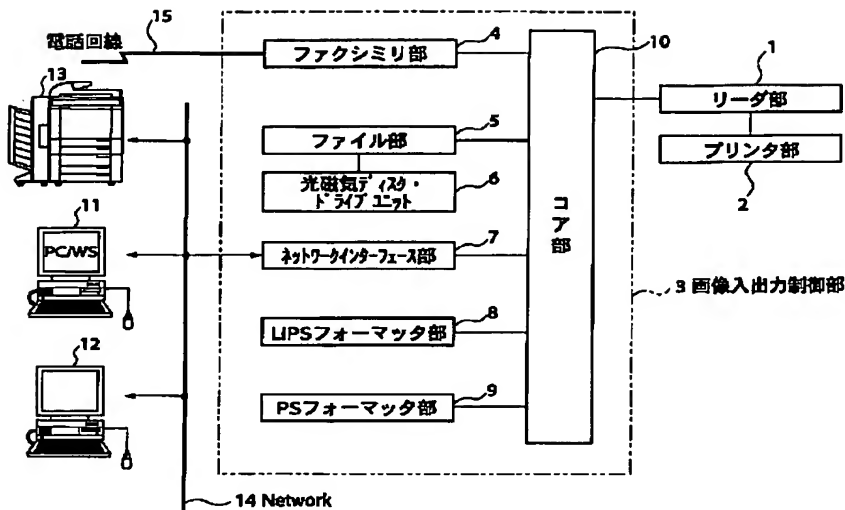 15
電話回線
13
ファクシミリ部
4
10
1
リーダ部
プリンタ部
2
ファイル部
5
光磁気ディスク・
ドライブユニット
6
コア部
11
PC/WS
ネットワークインターフェース部
7
3 画像入出力制御部
LIPSフォーマッタ部
8
12
PSフォーマッタ部
9
14 Network